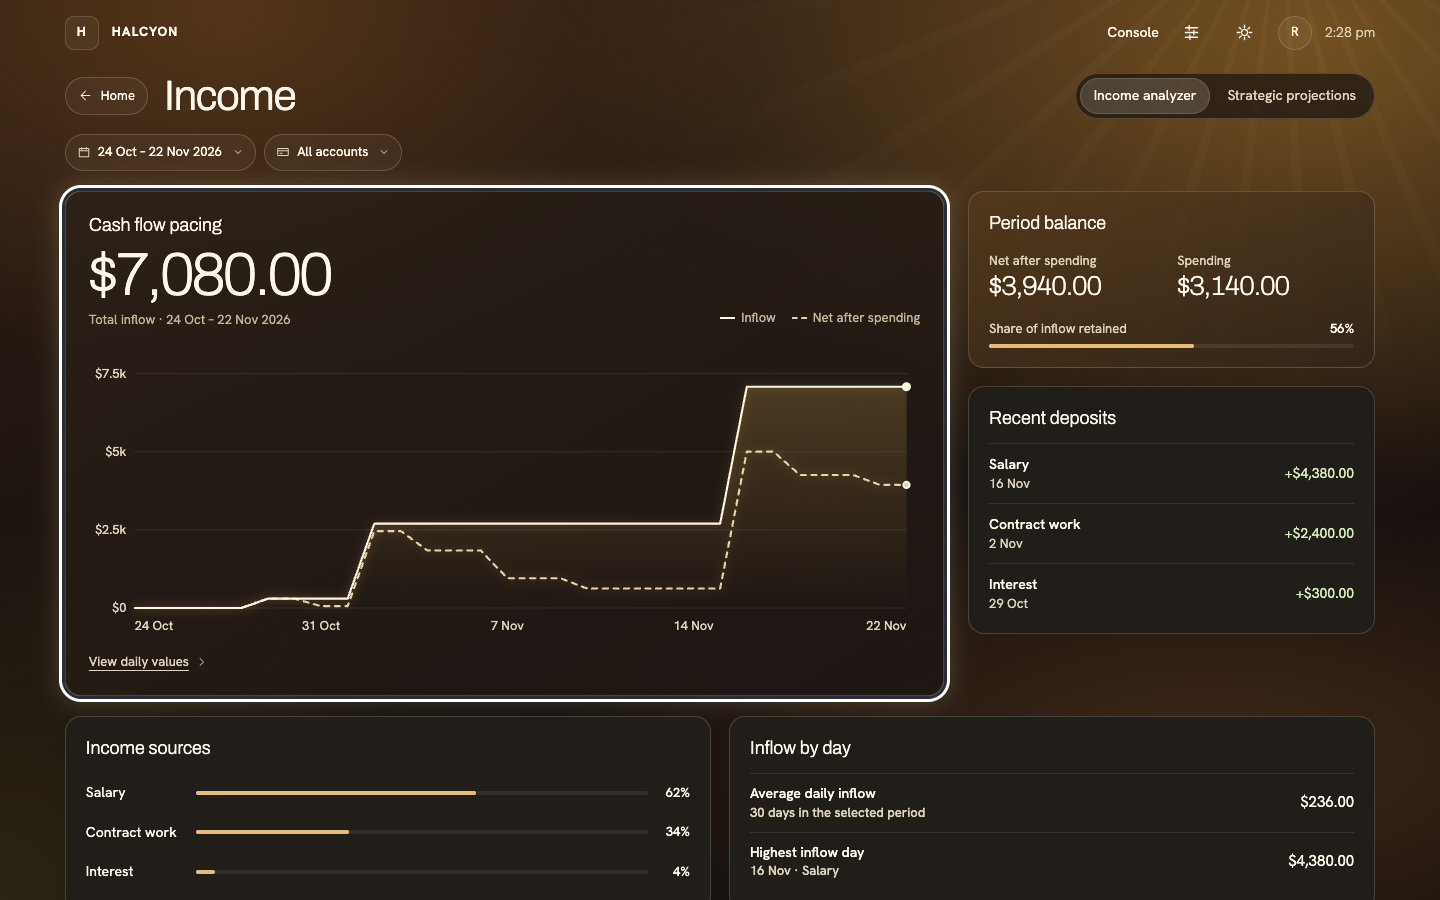 H HALCYON
Console
R 2:28 pm
Home
Income
Income analyzer
Strategic projections
24 Oct – 22 Nov 2026
All accounts
Cash flow pacing
$7,080.00
Total inflow · 24 Oct – 22 Nov 2026
Inflow
Net after spending
$7.5k
$5k
$2.5k
$0
24 Oct
31 Oct
7 Nov
14 Nov
22 Nov
View daily values
Period balance
Net after spending
$3,940.00
Spending
$3,140.00
Share of inflow retained
56%
Recent deposits
Salary
16 Nov
+$4,380.00
Contract work
2 Nov
+$2,400.00
Interest
29 Oct
+$300.00
Income sources
Salary
62%
Contract work
34%
Interest
4%
Inflow by day
Average daily inflow
30 days in the selected period
$236.00
Highest inflow day
16 Nov · Salary
$4,380.00